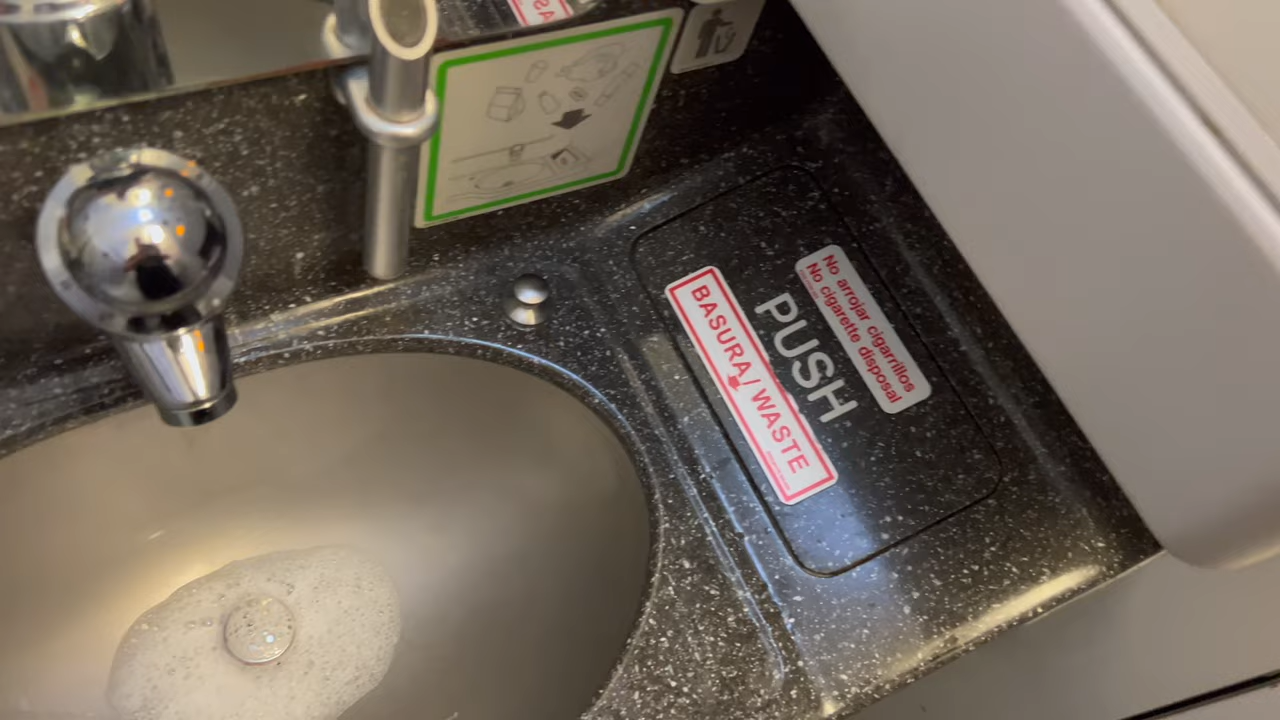 BASURA / WASTE
PUSH
No arrojar cigarrillos
No cigarette disposal